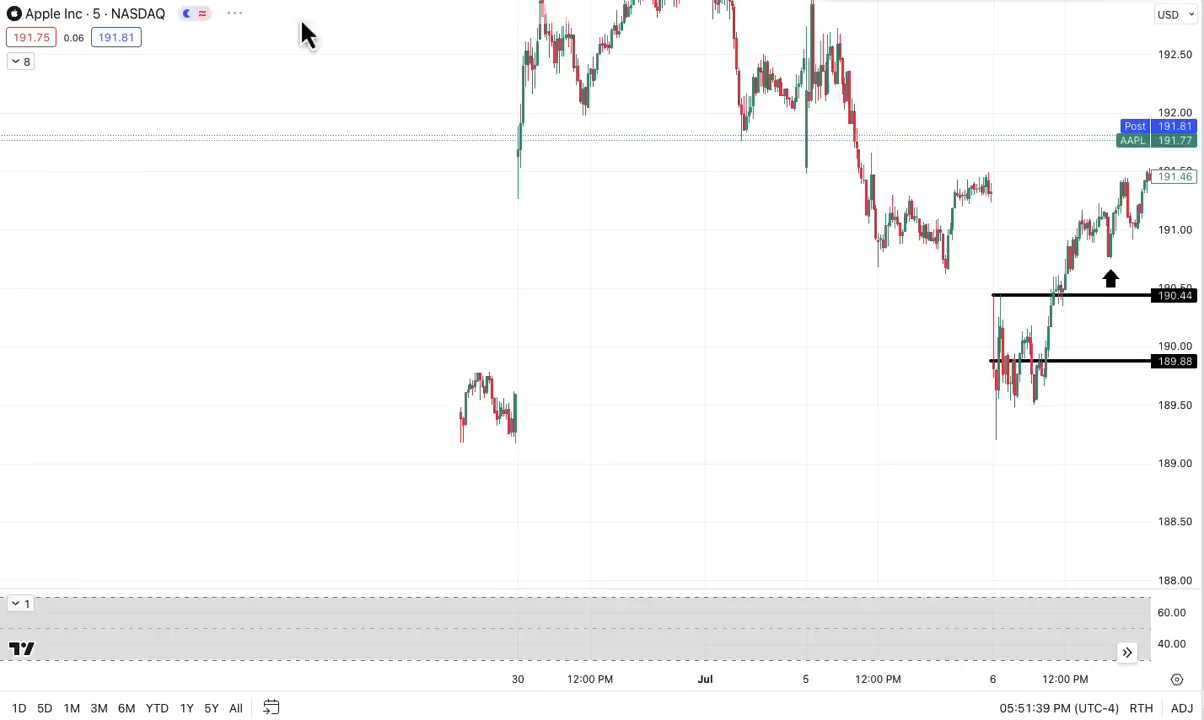 Apple Inc · 5 · NASDAQ
USD
191.75 0.06 191.81
8
192.50
192.00
Post 191.81
AAPL 191.77
191.46
191.00
190.44
190.00
189.88
189.50
189.00
188.50
188.00
1
60.00
40.00
30 12:00 PM Jul 5 12:00 PM 6 12:00 PM
1D 5D 1M 3M 6M YTD 1Y 5Y All 05:51:39 PM (UTC-4) RTH ADJ